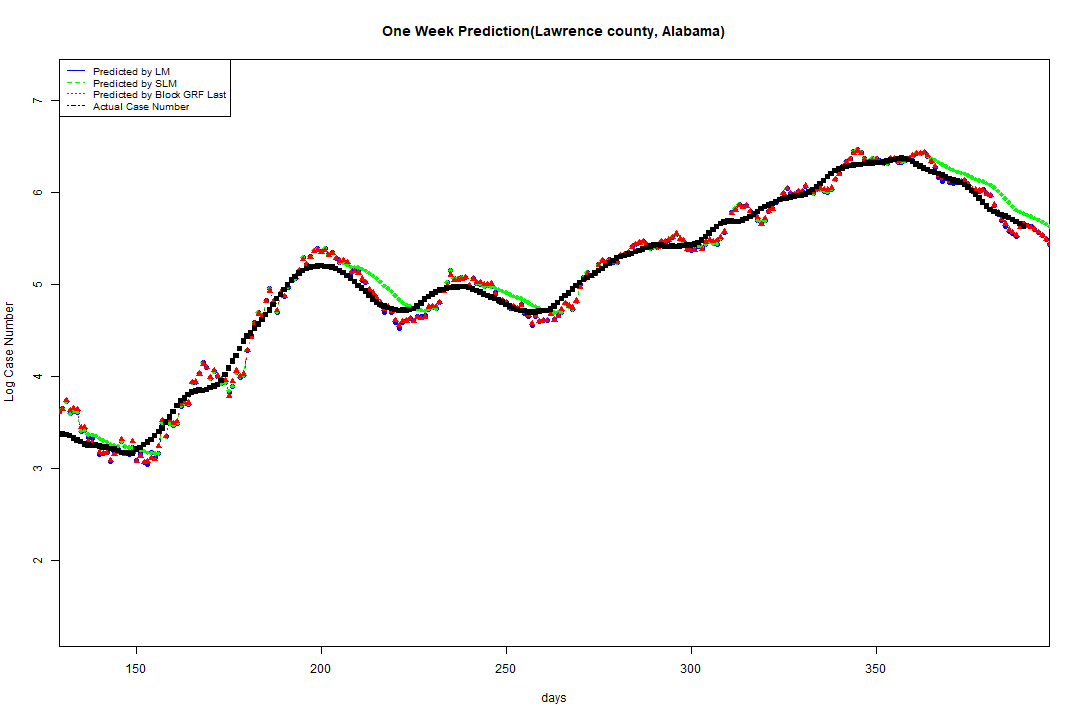 One Week Prediction(Lawrence county, Alabama)
Predicted by LM
Predicted by SLM
Predicted by Block GRF Last
Actual Case Number
7
6
5
4
3
2
Log Case Number
150 200 250 300 350
days